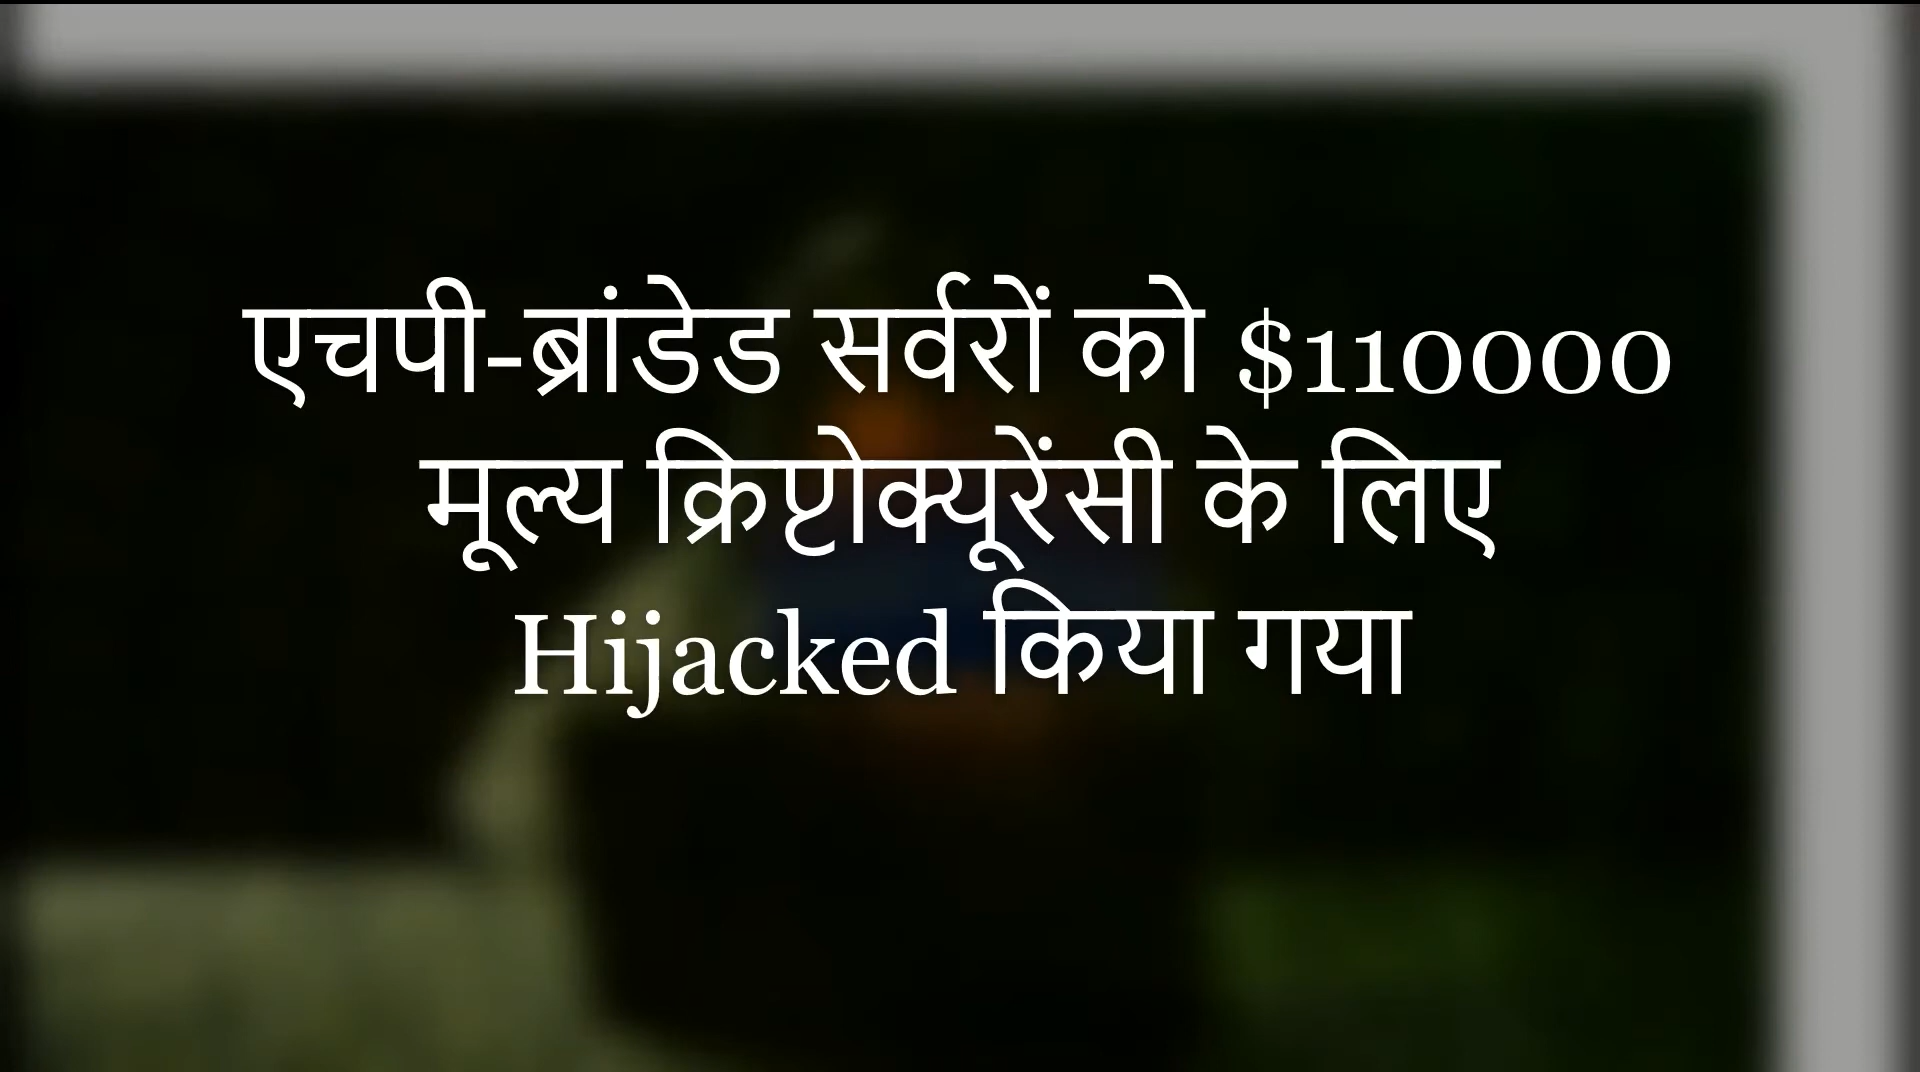 एचपी-ब्रांडेड सर्वरों को $110000
मूल्य क्रिप्टोक्यूरेंसी के लिए
Hijacked किया गया